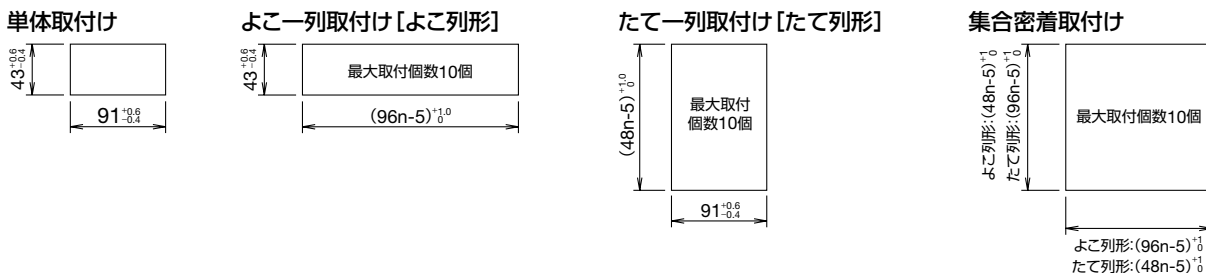 単体取付け
43+0.6-0.4
91+0.6-0.4
よこ一列取付け[よこ列形]
43+0.6-0.4
最大取付個数10個
(96n-5)+1.0 0
たて一列取付け[たて列形]
(48n-5)+1.0 0
最大取付
個数10個
91+0.6-0.4
集合密着取付け
よこ列形:(48n-5)+1 0
たて列形:(96n-5)+1 0
最大取付個数10個
よこ列形:(96n-5)+1 0
たて列形:(48n-5)+1 0